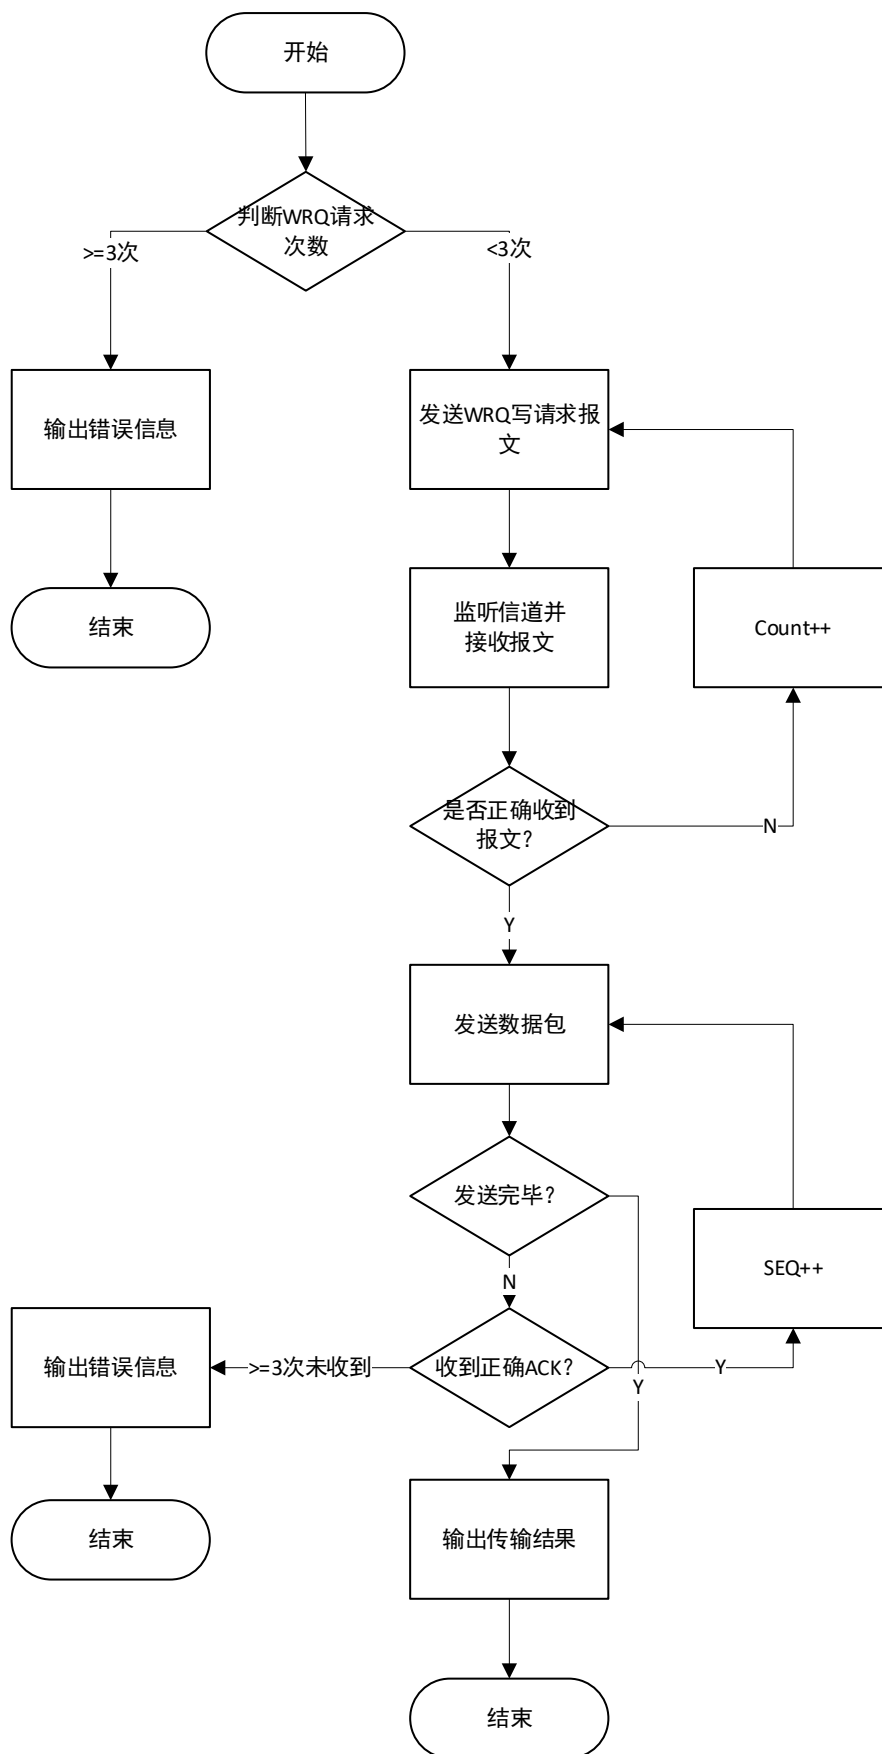 开始
判断WRQ请求
次数
>=3次
<3次
输出错误信息
发送WRQ写请求报
文
结束
监听信道并
接收报文
Count++
是否正确收到
报文？
N
Y
发送数据包
发送完毕？
N
SEQ++
输出错误信息
>=3次未收到
收到正确ACK？
Y
Y
结束
输出传输结果
结束